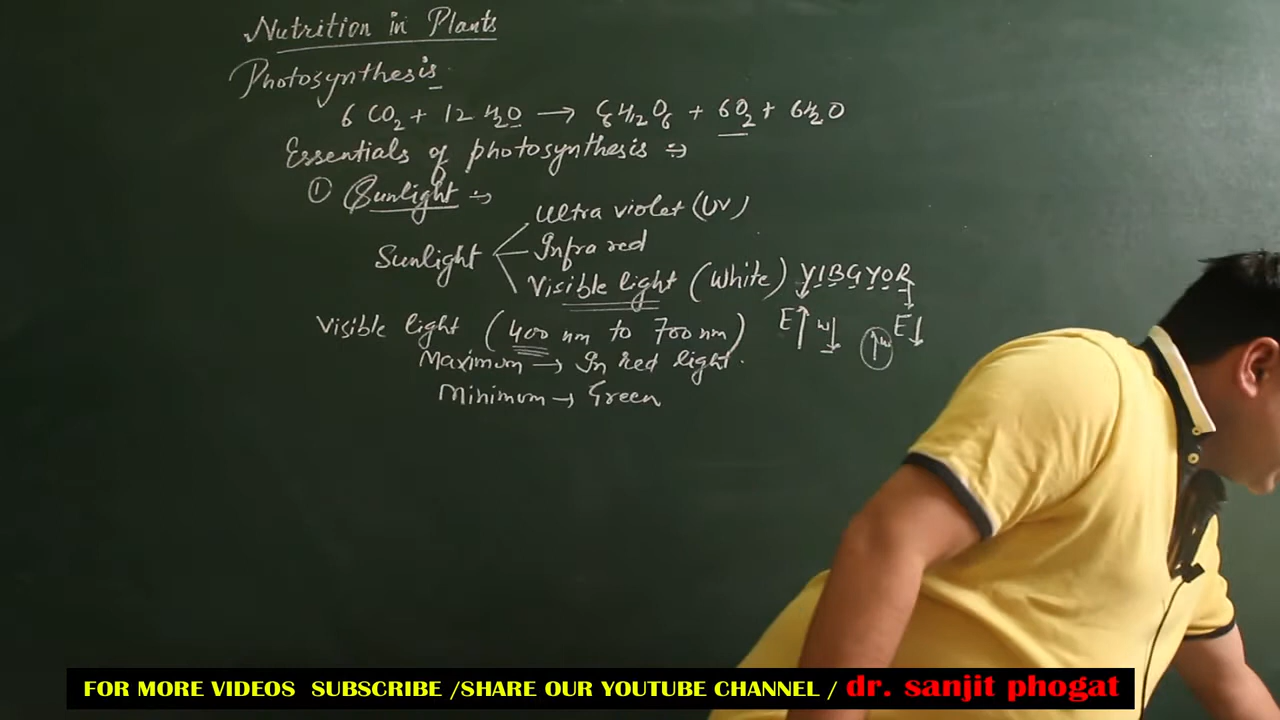 Nutrition in Plants
Photosynthesis
6 CO2 + 12 H2O → C6H12O6 + 6O2 + 6H2O
Essentials of photosynthesis :→
① Sunlight :→
Ultra violet (UV)
Sunlight Infra red
Visible light (White) VIBGYOR
Visible light (400 nm to 700 nm) E↑ w↓ ↑w E↓
Maximum → In red light.
Minimum → Green
FOR MORE VIDEOS SUBSCRIBE /SHARE OUR YOUTUBE CHANNEL / dr. sanjit phogat